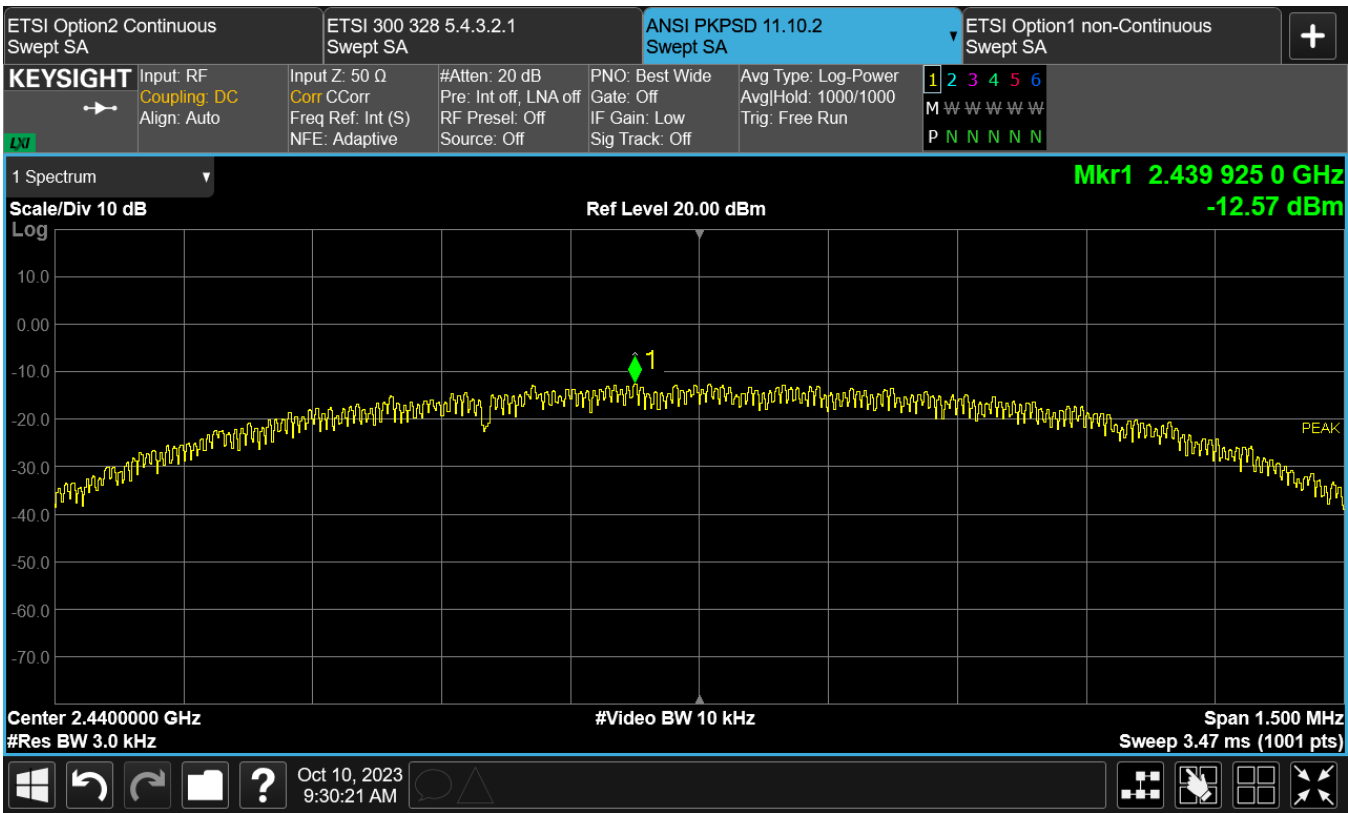 ETSI Option2 Continuous
Swept SA
ETSI 300 328 5.4.3.2.1
Swept SA
ANSI PKPSD 11.10.2
Swept SA
ETSI Option1 non-Continuous
Swept SA
KEYSIGHT
LXI
Input: RF
Coupling: DC
Align: Auto
Input Z: 50 Ω
Corr CCorr
Freq Ref: Int (S)
NFE: Adaptive
#Atten: 20 dB
Pre: Int off, LNA off
RF Presel: Off
Source: Off
PNO: Best Wide
Gate: Off
IF Gain: Low
Sig Track: Off
Avg Type: Log-Power
Avg|Hold: 1000/1000
Trig: Free Run
1 2 3 4 5 6
M W W W W W
P N N N N N
1 Spectrum
Mkr1 2.439 925 0 GHz
-12.57 dBm
Scale/Div 10 dB
Ref Level 20.00 dBm
Log
10.0
0.00
-10.0
-20.0
-30.0
-40.0
-50.0
-60.0
-70.0
1
PEAK
Center 2.4400000 GHz
#Video BW 10 kHz
Span 1.500 MHz
#Res BW 3.0 kHz
Sweep 3.47 ms (1001 pts)
?
Oct 10, 2023
9:30:21 AM